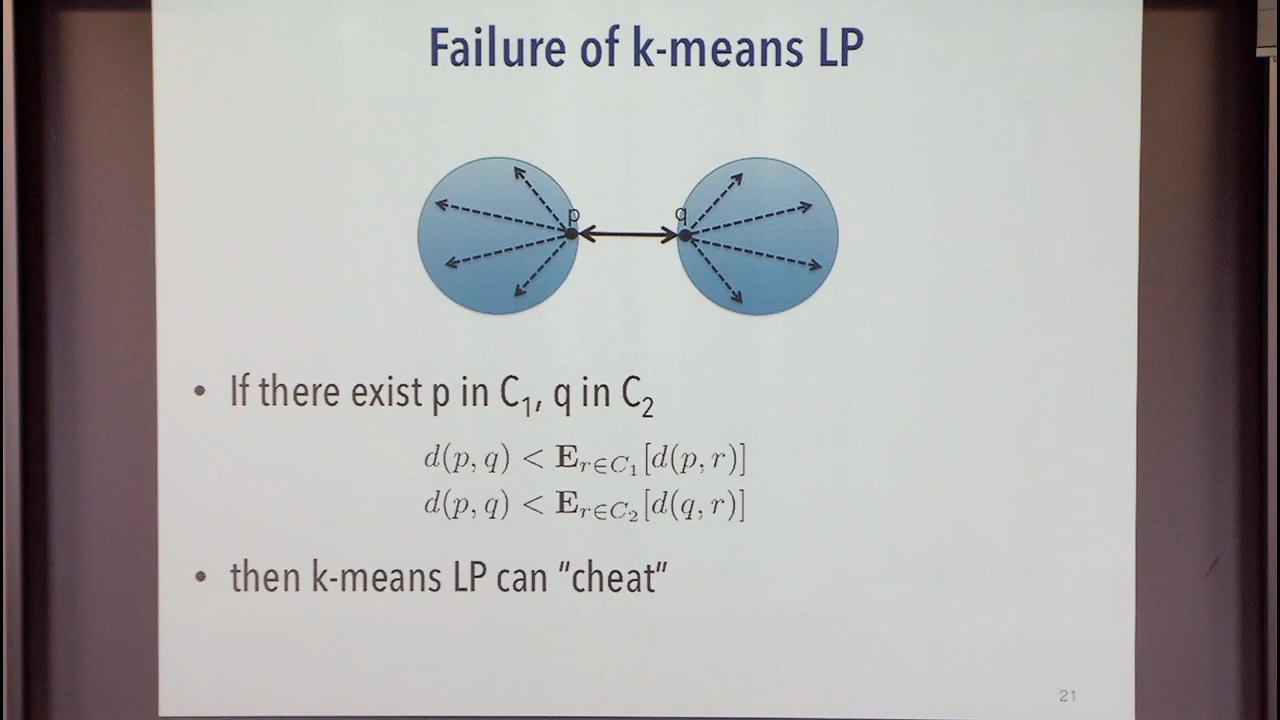 Failure of k-means LP
p
q
• If there exist p in C₁, q in C₂
d(p, q) < E_{r∈C₁}[d(p, r)]
d(p, q) < E_{r∈C₂}[d(q, r)]
• then k-means LP can "cheat"
21